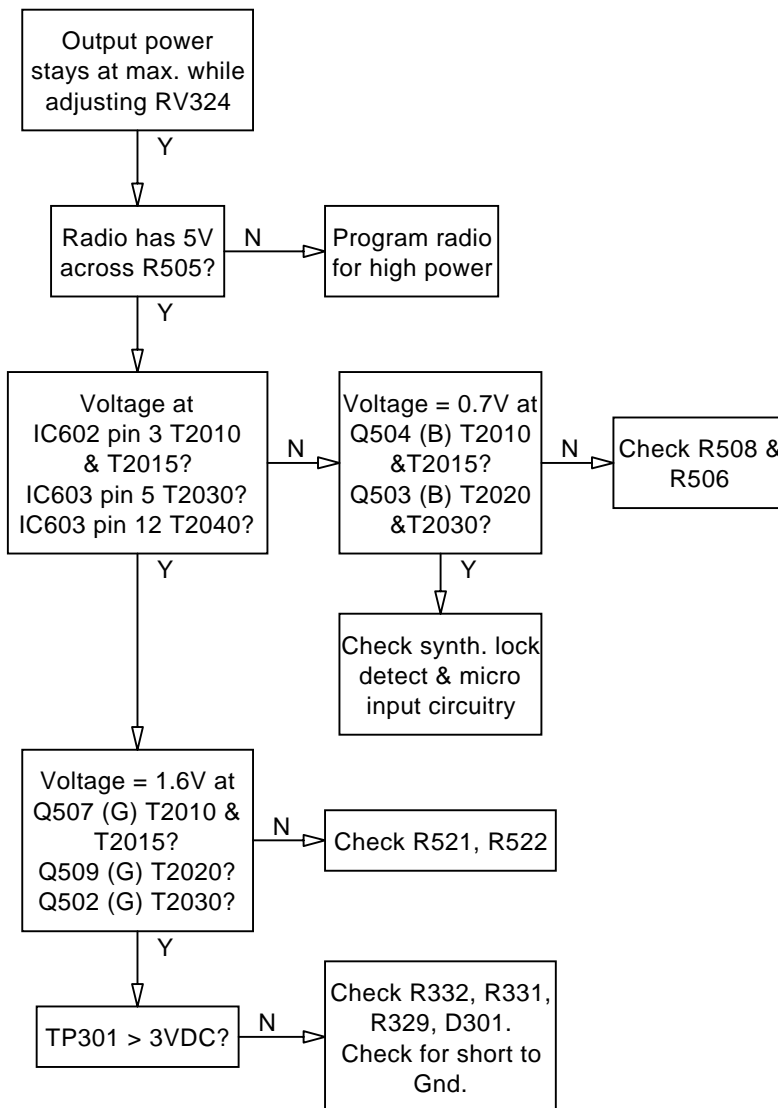 Output power
stays at max. while
adjusting RV324
Y
Radio has 5V
across R505?
N
Program radio
for high power
Y
Voltage at
IC602 pin 3 T2010
& T2015?
IC603 pin 5 T2030?
IC603 pin 12 T2040?
N
Voltage = 0.7V at
Q504 (B) T2010
&T2015?
Q503 (B) T2020
&T2030?
N
Check R508 &
R506
Y
Check synth. lock
detect & micro
input circuitry
Y
Voltage = 1.6V at
Q507 (G) T2010 &
T2015?
Q509 (G) T2020?
Q502 (G) T2030?
N
Check R521, R522
Y
TP301 > 3VDC?
N
Check R332, R331,
R329, D301.
Check for short to
Gnd.